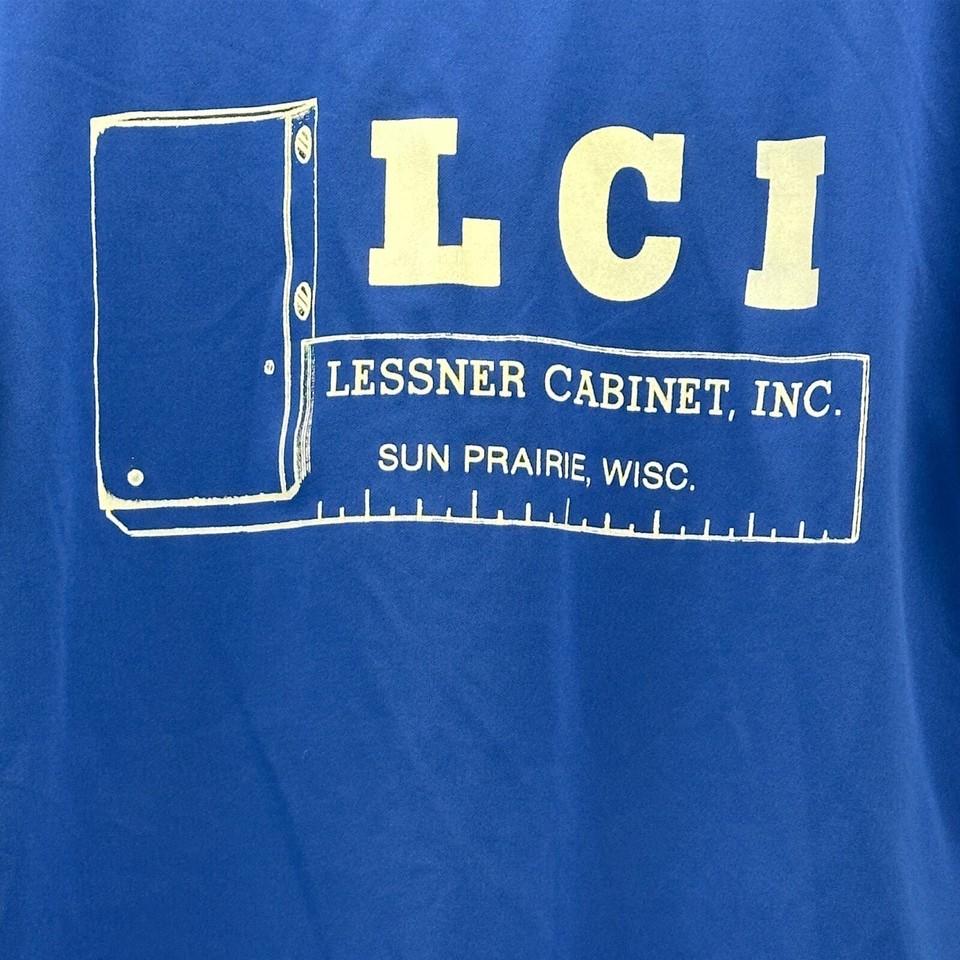 LCI
LESSNER CABINET, INC.
SUN PRAIRIE, WISC.